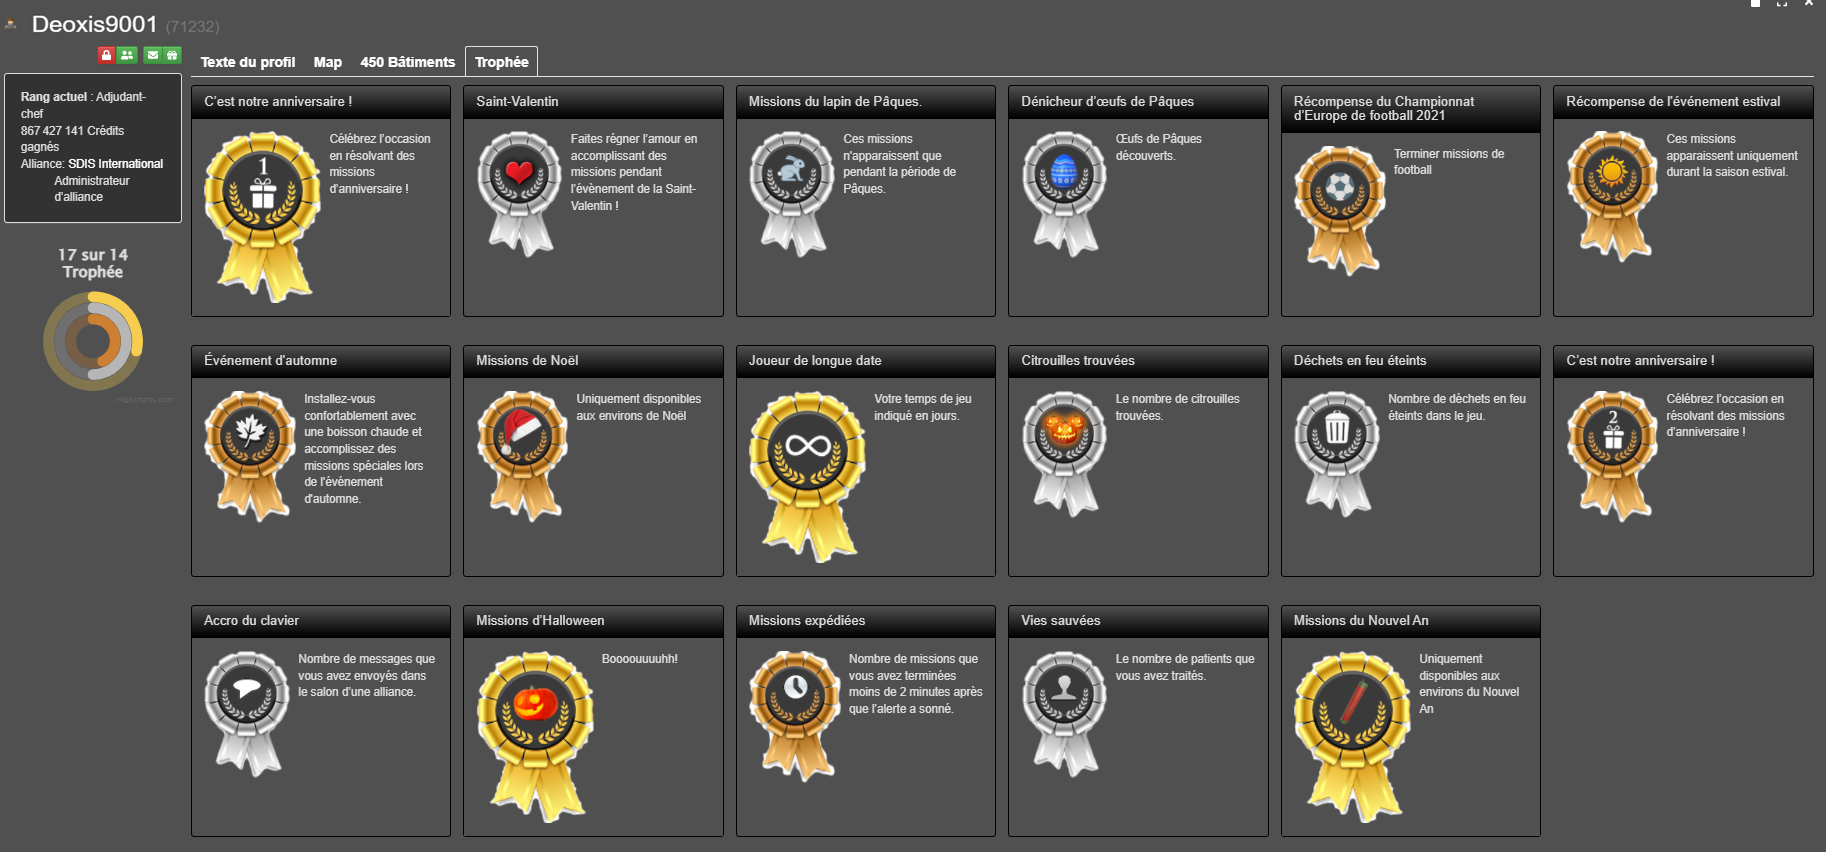 Deoxis9001 (71232)
Texte du profil
Map
450 Bâtiments
Trophée
Rang actuel : Adjudant-
chef
867 427 141 Crédits
gagnés
Alliance: SDIS International
Administrateur
d'alliance
17 sur 14
Trophée
Highcharts.com
C'est notre anniversaire !
1
Célébrez l'occasion
en résolvant des
missions
d'anniversaire !
Saint-Valentin
Faites régner l'amour en
accomplissant des
missions pendant
l'évènement de la Saint-
Valentin !
Missions du lapin de Pâques.
Ces missions
n'apparaissent que
pendant la période de
Pâques.
Dénicheur d'œufs de Pâques
Œufs de Pâques
découverts.
Récompense du Championnat
d'Europe de football 2021
Terminer missions de
football
Récompense de l'événement estival
Ces missions
apparaissent uniquement
durant la saison estival.
Événement d'automne
Installez-vous
confortablement avec
une boisson chaude et
accomplissez des
missions spéciales lors
de l'événement
d'automne.
Missions de Noël
Uniquement disponibles
aux environs de Noël
Joueur de longue date
Votre temps de jeu
indiqué en jours.
Citrouilles trouvées
Le nombre de citrouilles
trouvées.
Déchets en feu éteints
Nombre de déchets en feu
éteints dans le jeu.
C'est notre anniversaire !
2
Célébrez l'occasion en
résolvant des missions
d'anniversaire !
Accro du clavier
Nombre de messages que
vous avez envoyés dans
le salon d'une alliance.
Missions d'Halloween
Boooouuuuhh!
Missions expédiées
Nombre de missions que
vous avez terminées
moins de 2 minutes après
que l'alerte a sonné.
Vies sauvées
Le nombre de patients que
vous avez traités.
Missions du Nouvel An
Uniquement
disponibles aux
environs du Nouvel
An